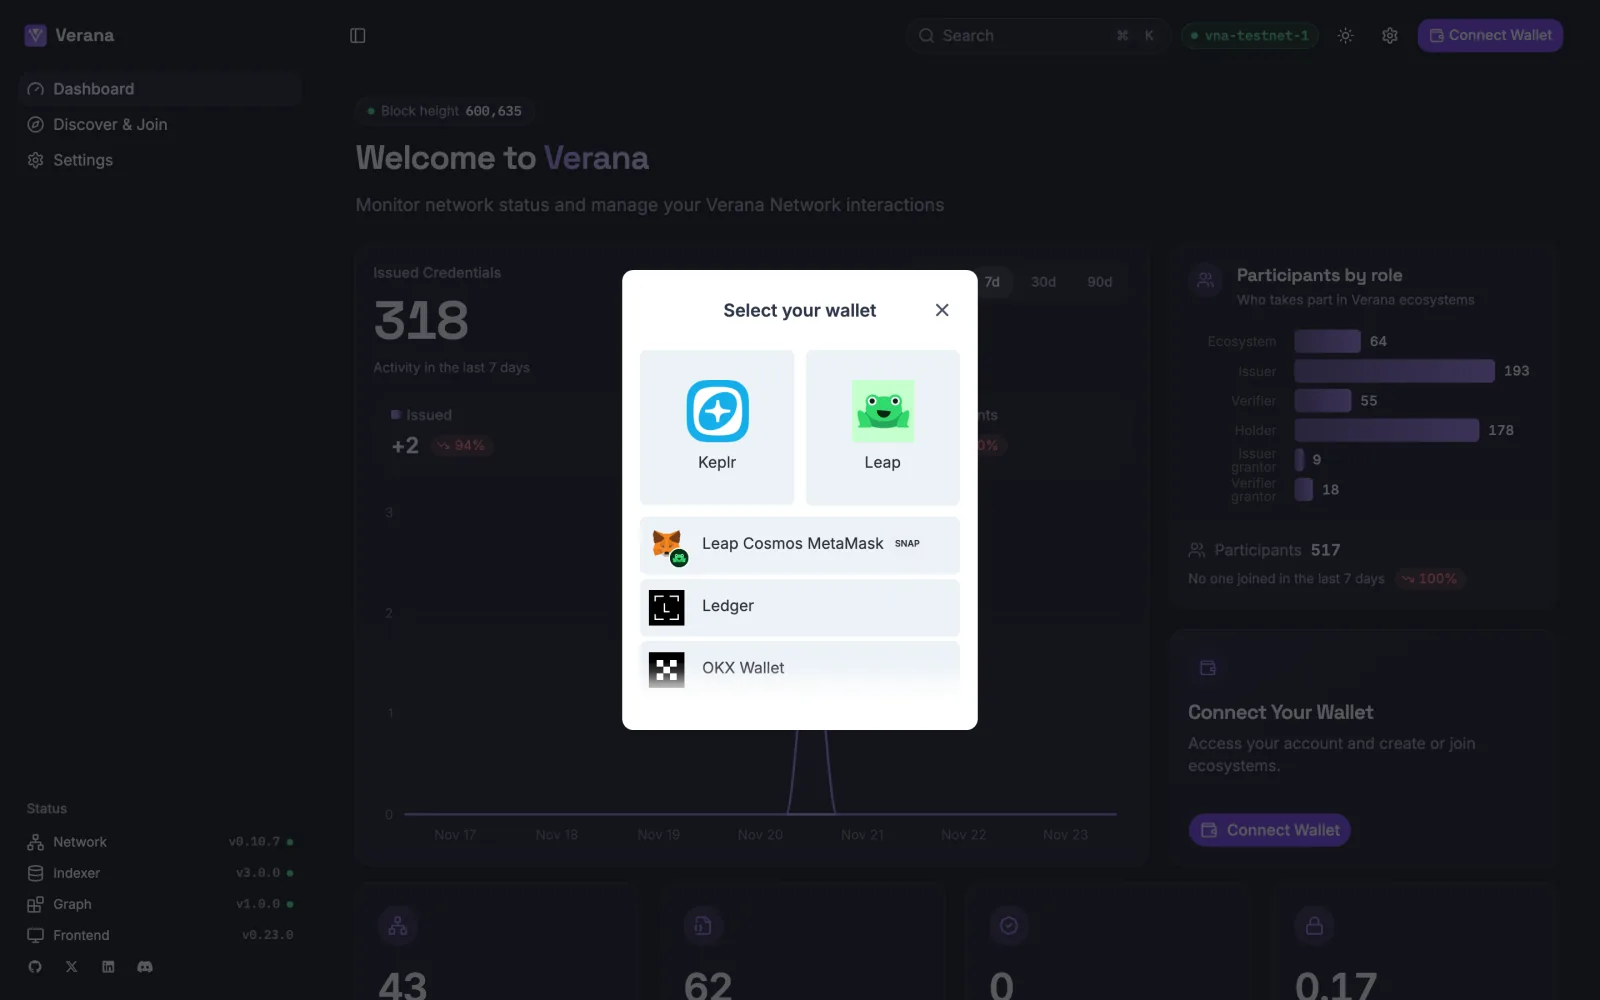 Verana
Search ⌘ K
vna-testnet-1
Connect Wallet
Dashboard
Discover & Join
Settings
Block height 600,635
Welcome to Verana
Monitor network status and manage your Verana Network interactions
Issued Credentials
318
Activity in the last 7 days
7d 30d 90d
Issued
+2 94%
nts
0%
3
2
1
0
Nov 17 Nov 18 Nov 19 Nov 20 Nov 21 Nov 22 Nov 23
Select your wallet
Keplr
Leap
Leap Cosmos MetaMask SNAP
L
Ledger
OKX Wallet
Participants by role
Who takes part in Verana ecosystems
Ecosystem 64
Issuer 193
Verifier 55
Holder 178
Issuer
grantor 9
Verifier
grantor 18
Participants 517
No one joined in the last 7 days 100%
Connect Your Wallet
Access your account and create or join
ecosystems.
Connect Wallet
Status
Network v0.10.7
Indexer v3.0.0
Graph v1.0.0
Frontend v0.23.0
43
62
0
0.17